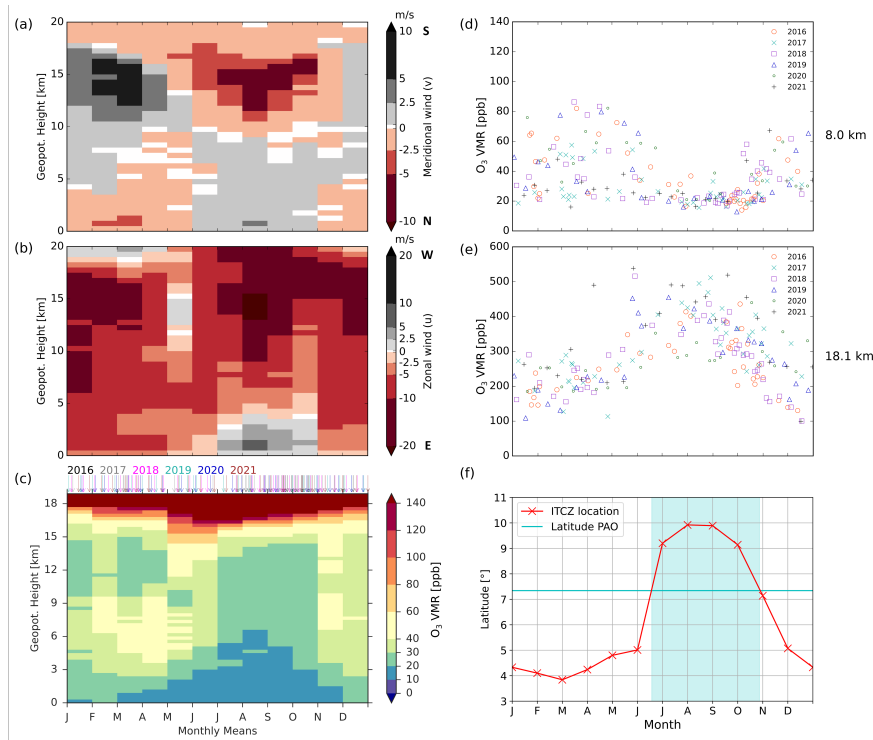 (a)
Geopot. Height [km]
20
15
10
5
0
m/s
S
10
5
2.5
0
-2.5
-5
-10
N
Meridional wind (v)
(b)
Geopot. Height [km]
20
15
10
5
0
m/s
W
20
10
5
2.5
0
-2.5
-5
-10
-20
E
Zonal wind (u)
2016 2017 2018 2019 2020 2021
(c)
Geopot. Height [km]
18
15
12
9
6
3
0
J F M A M J J A S O N D
Monthly Means
140
120
100
80
60
40
30
20
10
0
O3 VMR [ppb]
(d)
O3 VMR [ppb]
140
120
100
80
60
40
20
0
2016
2017
2018
2019
2020
2021
8.0 km
(e)
O3 VMR [ppb]
600
500
400
300
200
100
0
2016
2017
2018
2019
2020
2021
18.1 km
(f)
Latitude [°]
11
10
9
8
7
6
5
4
3
ITCZ location
Latitude PAO
J F M A M J J A S O N D
Month